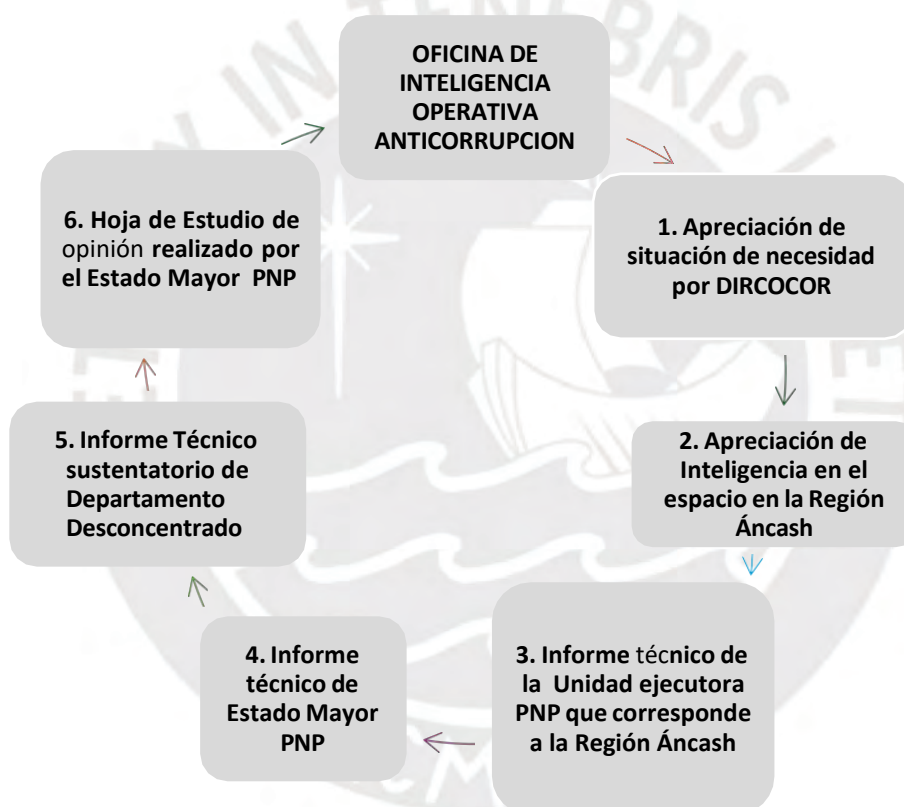 OFICINA DE
INTELIGENCIA
OPERATIVA
ANTICORRUPCION
1. Apreciación de
situación de necesidad
por DIRCOCOR
2. Apreciación de
Inteligencia en el
espacio en la Región
Áncash
3. Informe técnico de
la Unidad ejecutora
PNP que corresponde
a la Región Áncash
4. Informe
técnico de
Estado Mayor
PNP
5. Informe Técnico
sustentatorio de
Departamento
Desconcentrado
6. Hoja de Estudio de
opinión realizado por
el Estado Mayor PNP